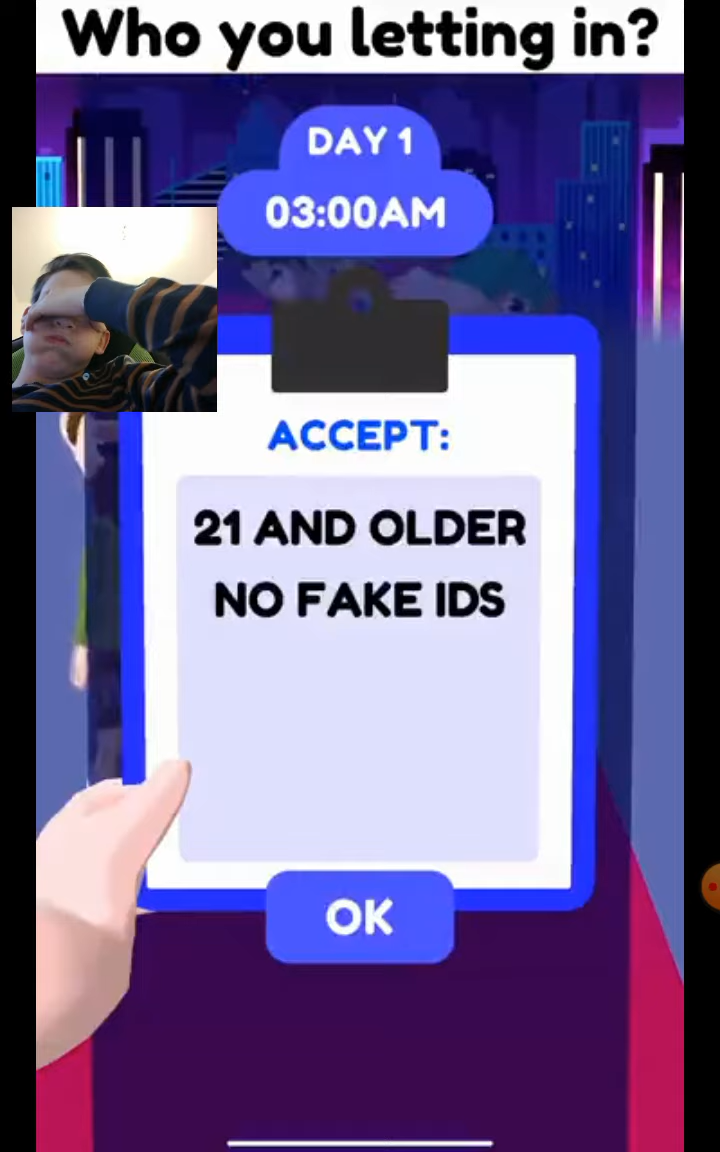 Who you letting in?
DAY 1
03:00AM
ACCEPT:
21 AND OLDER
NO FAKE IDS
OK